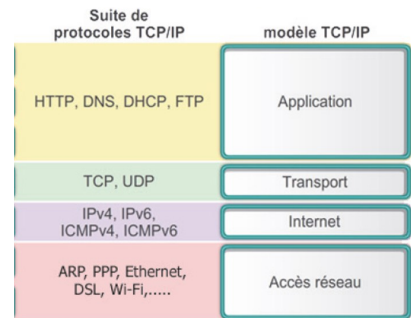 Suite de
protocoles TCP/IP
modèle TCP/IP
HTTP, DNS, DHCP, FTP
Application
TCP, UDP
Transport
IPv4, IPv6,
ICMPv4, ICMPv6
Internet
ARP, PPP, Ethernet,
DSL, Wi-Fi,.....
Accès réseau